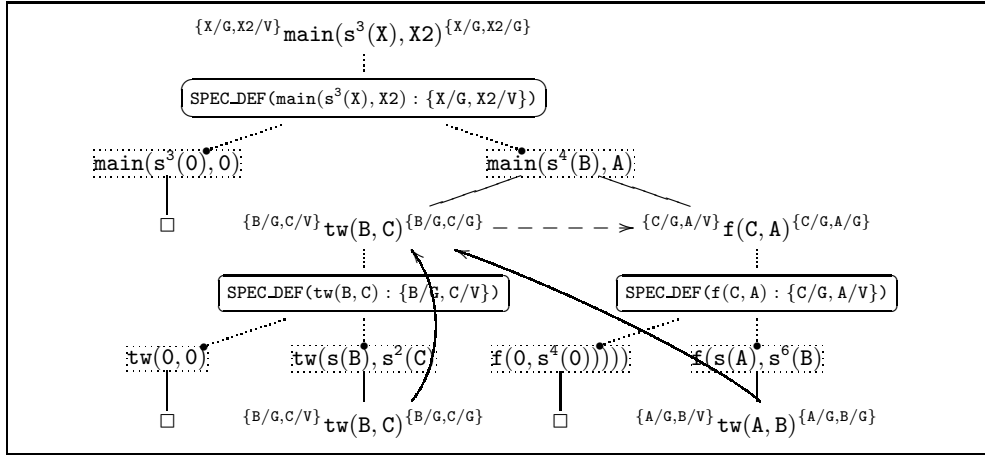 {X/G,X2/V}main(s³(X),X2){X/G,X2/G}
SPEC_DEF(main(s³(X),X2) : {X/G,X2/V})
main(s³(0),0) main(s⁴(B),A)
□ {B/G,C/V}tw(B,C){B/G,C/G} {C/G,A/V}f(C,A){C/G,A/G}
SPEC_DEF(tw(B,C) : {B/G,C/V}) SPEC_DEF(f(C,A) : {C/G,A/V})
tw(0,0) tw(s(B),s²(C) f(0,s⁴(0))))) f(s(A),s⁶(B)
□ {B/G,C/V}tw(B,C){B/G,C/G} □ {A/G,B/V}tw(A,B){A/G,B/G}